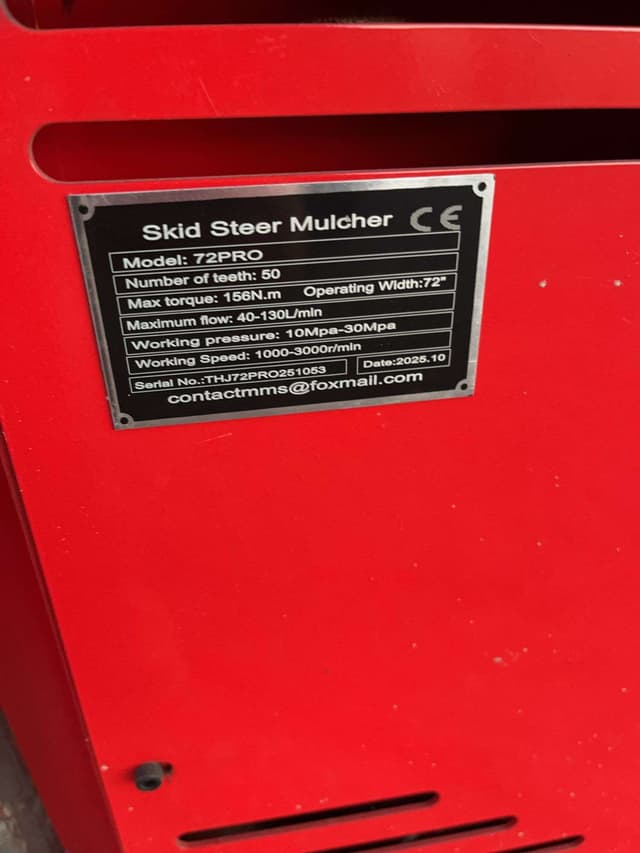 Skid Steer Mulcher CE
Model: 72PRO
Number of teeth: 50
Max torque: 156N.m Operating Width:72"
Maximum flow: 40-130L/min
Working pressure: 10Mpa-30Mpa
Working Speed: 1000-3000r/min
Serial No.:THJ72PRO251053 Date:2025.10
contactmms@foxmail.com